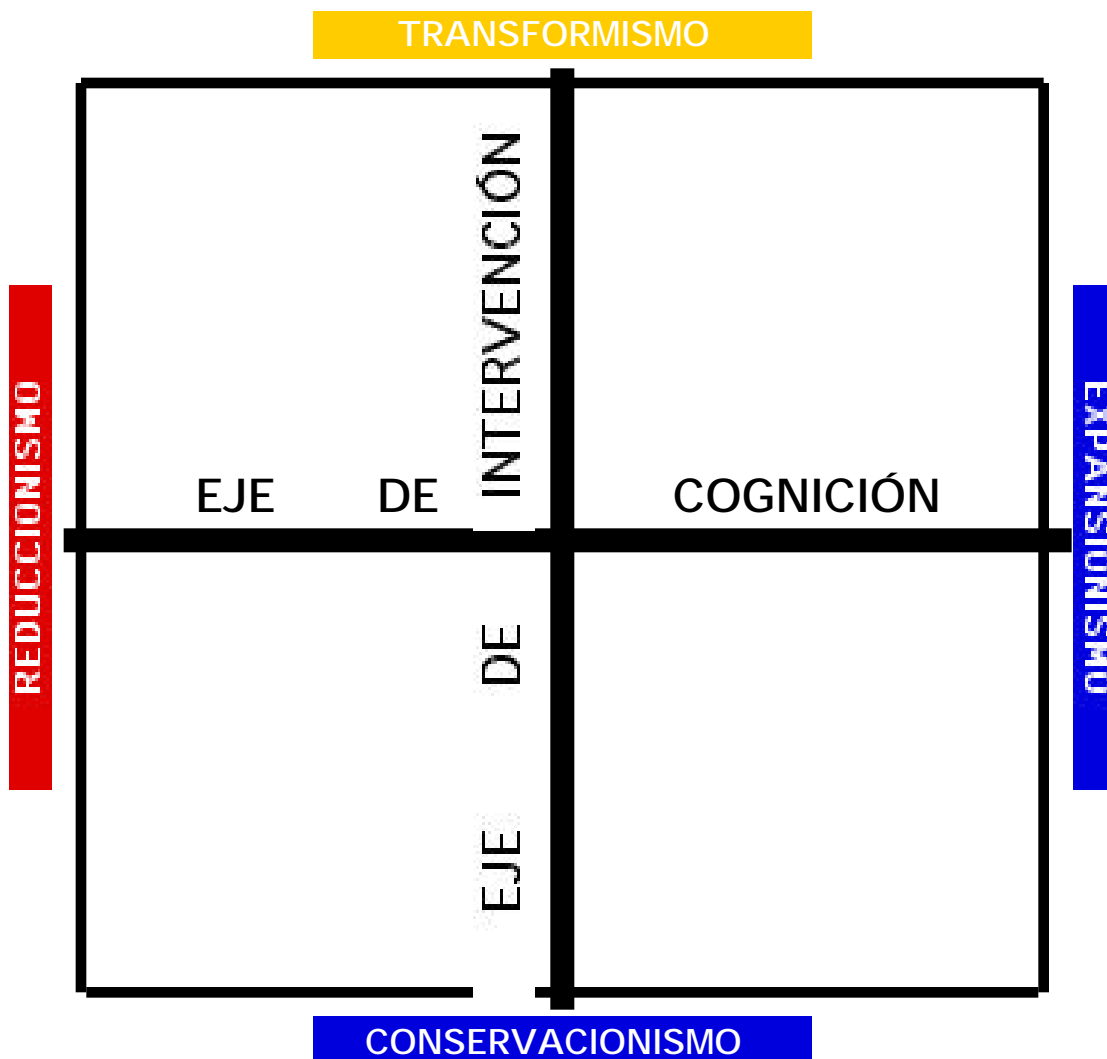 TRANSFORMISMO
EJE DE INTERVENCIÓN
REDUCCIONISMO
EJE DE COGNICIÓN
EXPANSIONISMO
CONSERVACIONISMO